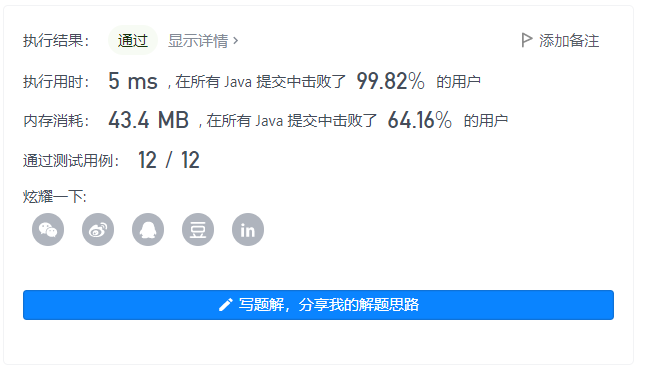 执行结果： 通过 显示详情 > 添加备注
执行用时： 5 ms , 在所有 Java 提交中击败了 99.82% 的用户
内存消耗： 43.4 MB , 在所有 Java 提交中击败了 64.16% 的用户
通过测试用例： 12 / 12
炫耀一下:
豆 in
写题解，分享我的解题思路